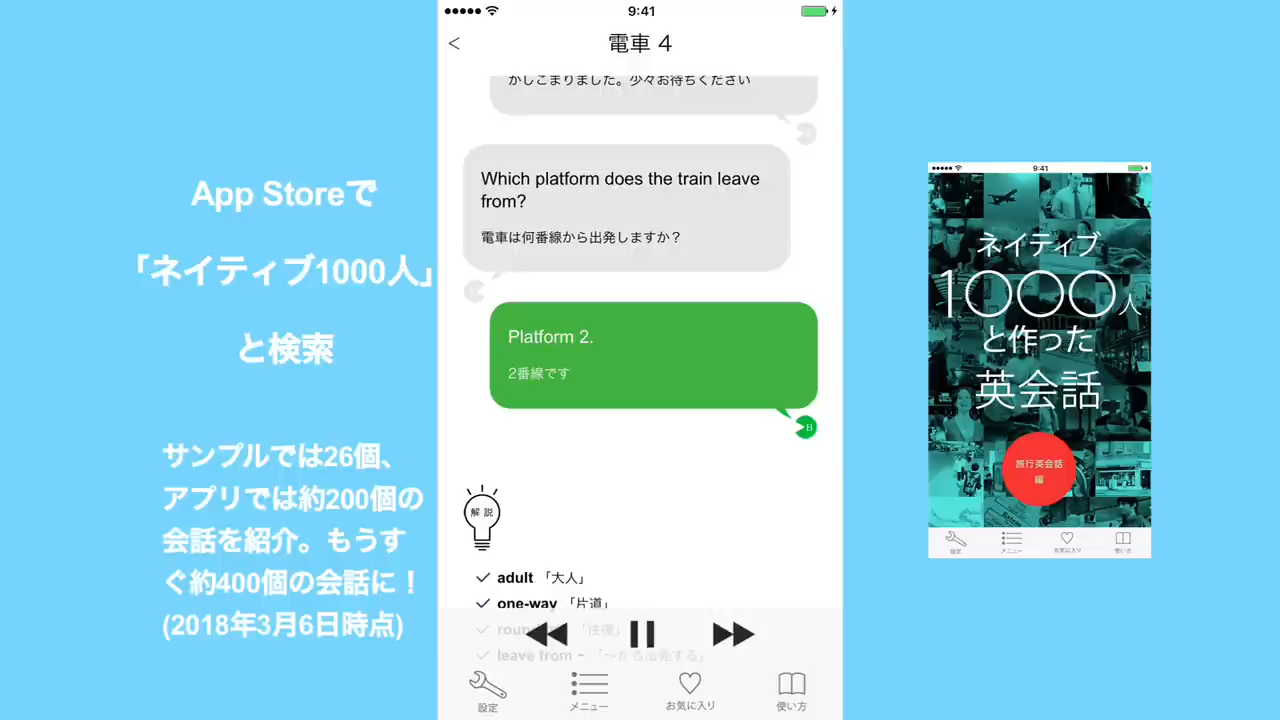 App Storeで
「ネイティブ1000人」
と検索
サンプルでは26個、
アプリでは約200個の
会話を紹介。もうす
ぐ約400個の会話に！
(2018年3月6日時点)
9:41
<
電車 4
かしこまりました。少々お待ちください
Which platform does the train leave
from?
電車は何番線から出発しますか？
Platform 2.
2番線です
B
解説
adult 「大人」
one-way 「片道」
「往復」
leave from ~ 「〜から出発する」
設定
メニュー
お気に入り
使い方
9:41
ネイティブ
1000人
と作った
英会話
旅行英会話
編
設定
メニュー
お気に入り
使い方